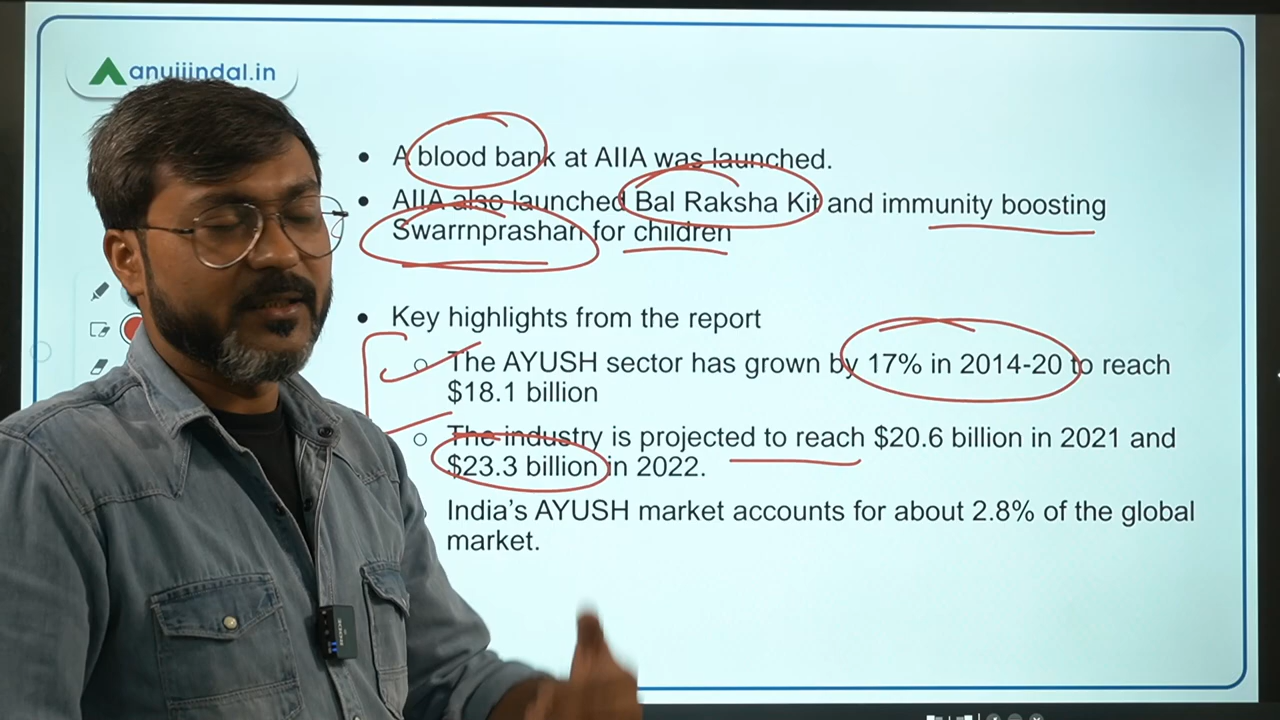 anujjindal.in
A blood bank at AIIA was launched.
AIIA also launched Bal Raksha Kit and immunity boosting
Swarrnprashan for children
Key highlights from the report
The AYUSH sector has grown by 17% in 2014-20 to reach
$18.1 billion
The industry is projected to reach $20.6 billion in 2021 and
$23.3 billion in 2022.
India's AYUSH market accounts for about 2.8% of the global
market.
RODE